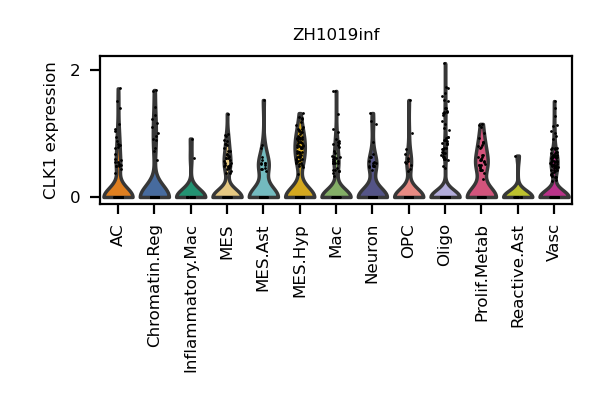 ZH1019inf
CLK1 expression
2
0
AC
Chromatin.Reg
Inflammatory.Mac
MES
MES.Ast
MES.Hyp
Mac
Neuron
OPC
Oligo
Prolif.Metab
Reactive.Ast
Vasc